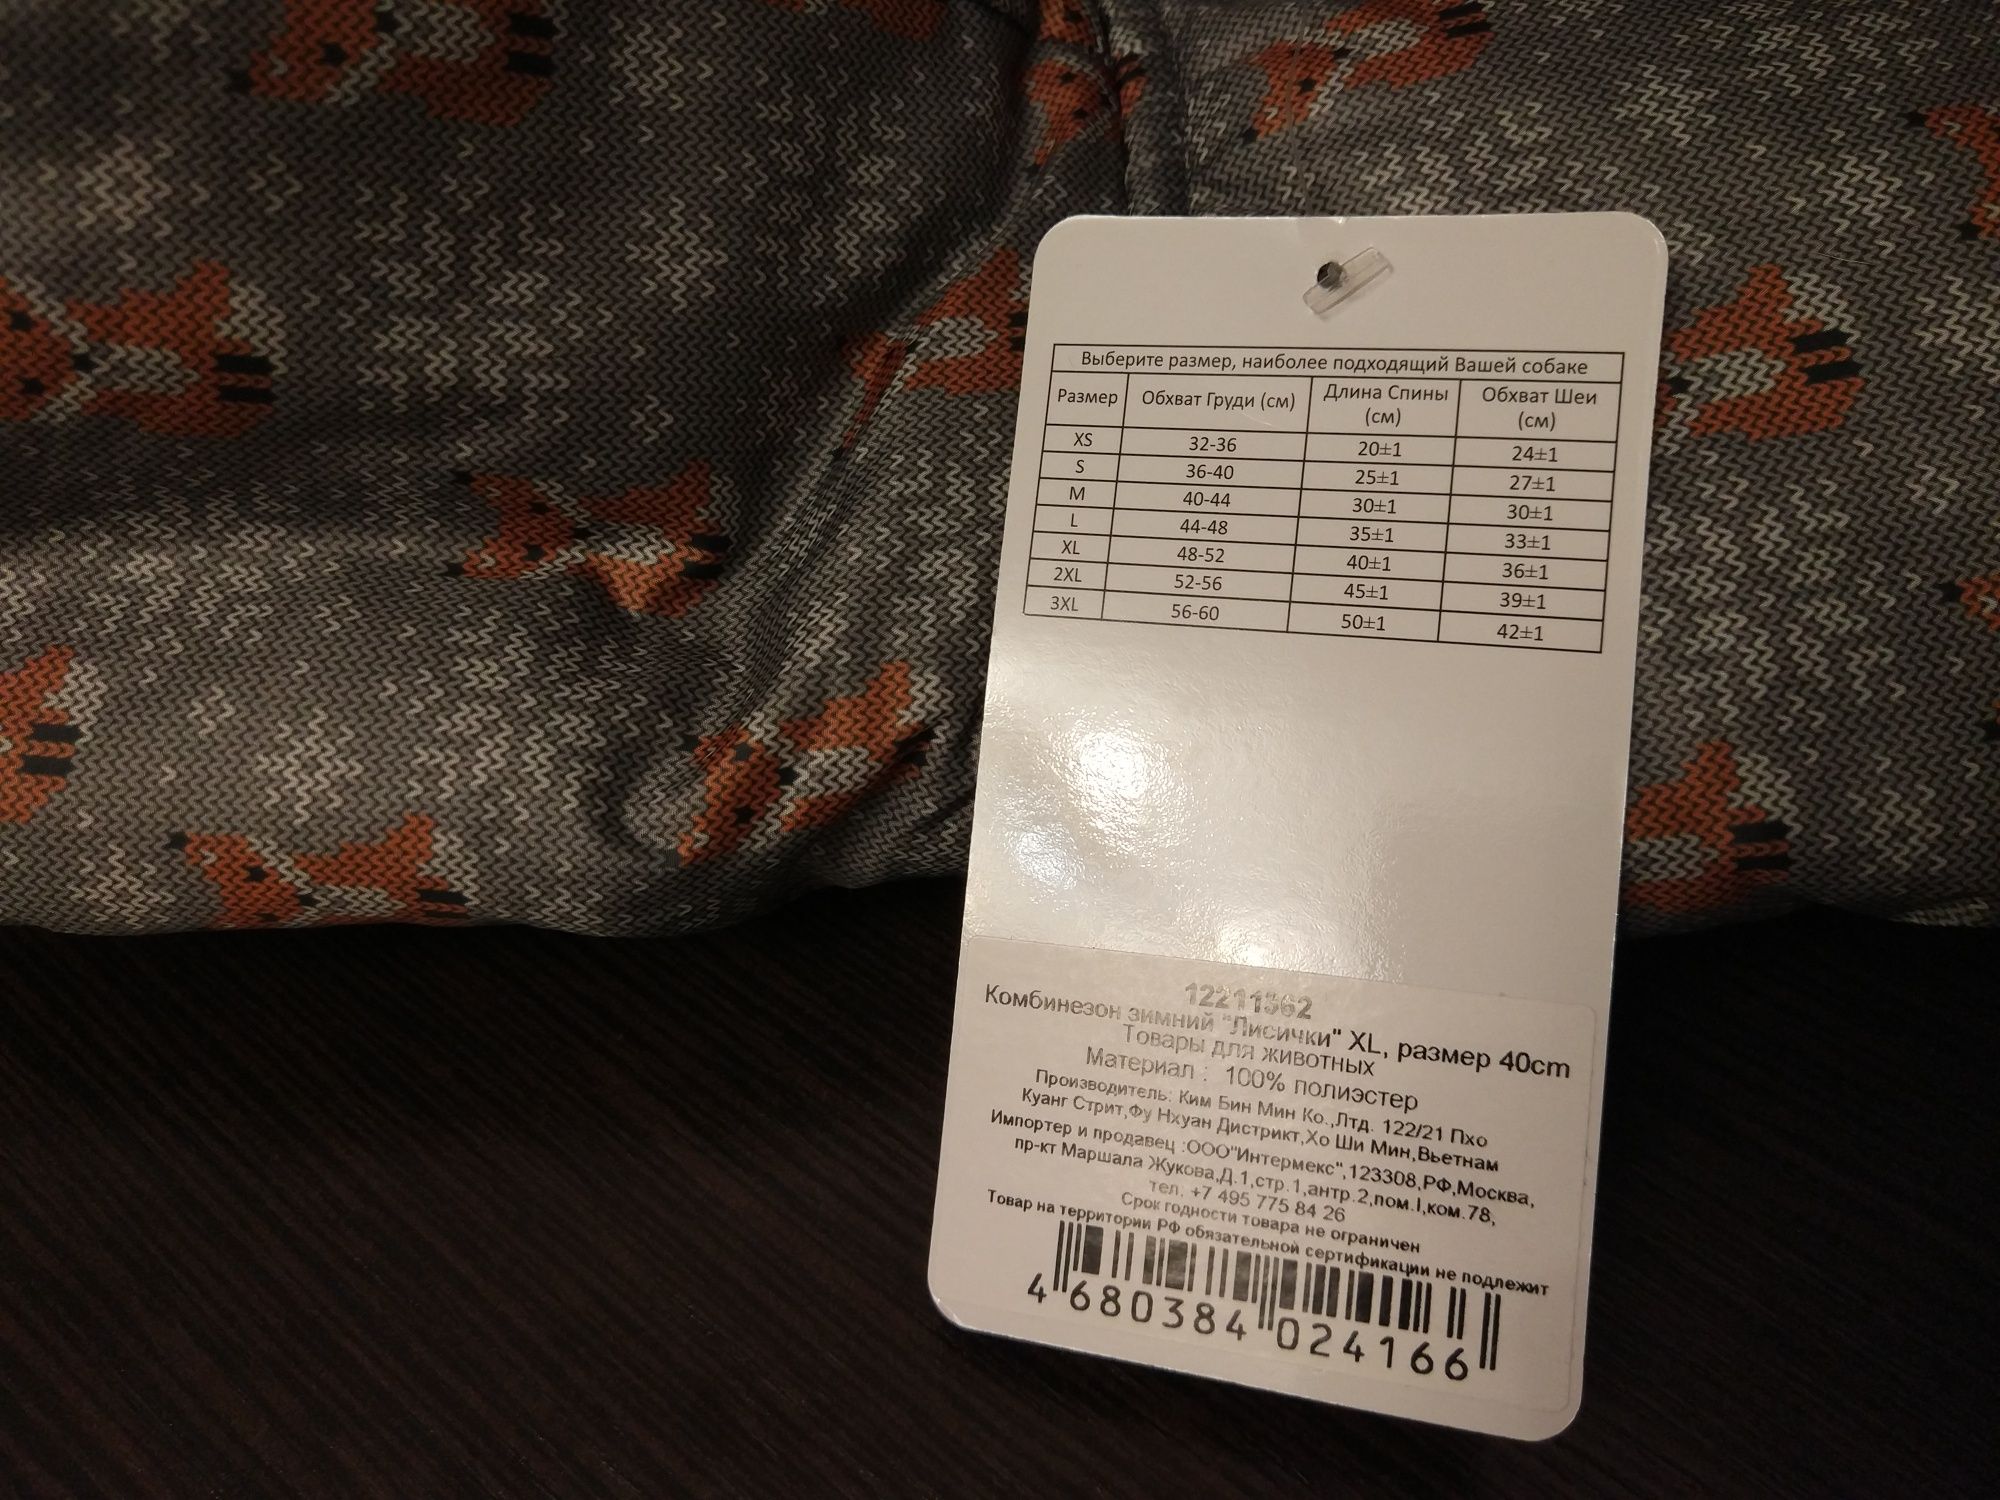 Выберите размер, наиболее подходящий Вашей собаке
Размер Обхват Груди (см) Длина Спины (см) Обхват Шеи (см)
XS 32-36 20±1 24±1
S 36-40 25±1 27±1
M 40-44 30±1 30±1
L 44-48 35±1 33±1
XL 48-52 40±1 36±1
2XL 52-56 45±1 39±1
3XL 56-60 50±1 42±1
12211362
Комбинезон зимний "Лисички" XL, размер 40cm
Товары для животных
Материал : 100% полиэстер
Производитель: Ким Бин Мин Ко.,Лтд. 122/21 Пхо
Куанг Стрит,Фу Нхуан Дистрикт,Хо Ши Мин,Вьетнам
Импортер и продавец :ООО"Интермекс",123308,РФ,Москва,
пр-кт Маршала Жукова,Д.1,стр.1,антр.2,пом.I,ком.78,
тел. +7 495 775 84 26
Срок годности товара не ограничен
Товар на территории РФ обязательной сертификации не подлежит
4 680384 024166